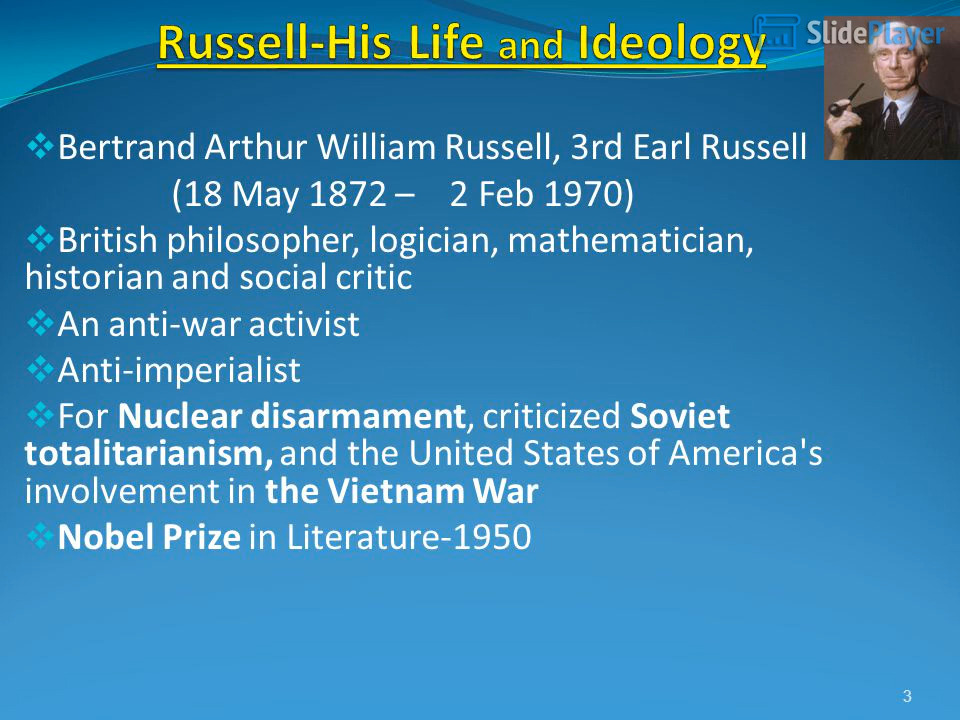 Russell-His Life and Ideology
SlidePlayer
❖Bertrand Arthur William Russell, 3rd Earl Russell
(18 May 1872 – 2 Feb 1970)
❖British philosopher, logician, mathematician,
historian and social critic
❖An anti-war activist
❖Anti-imperialist
❖For Nuclear disarmament, criticized Soviet
totalitarianism, and the United States of America's
involvement in the Vietnam War
❖Nobel Prize in Literature-1950
3